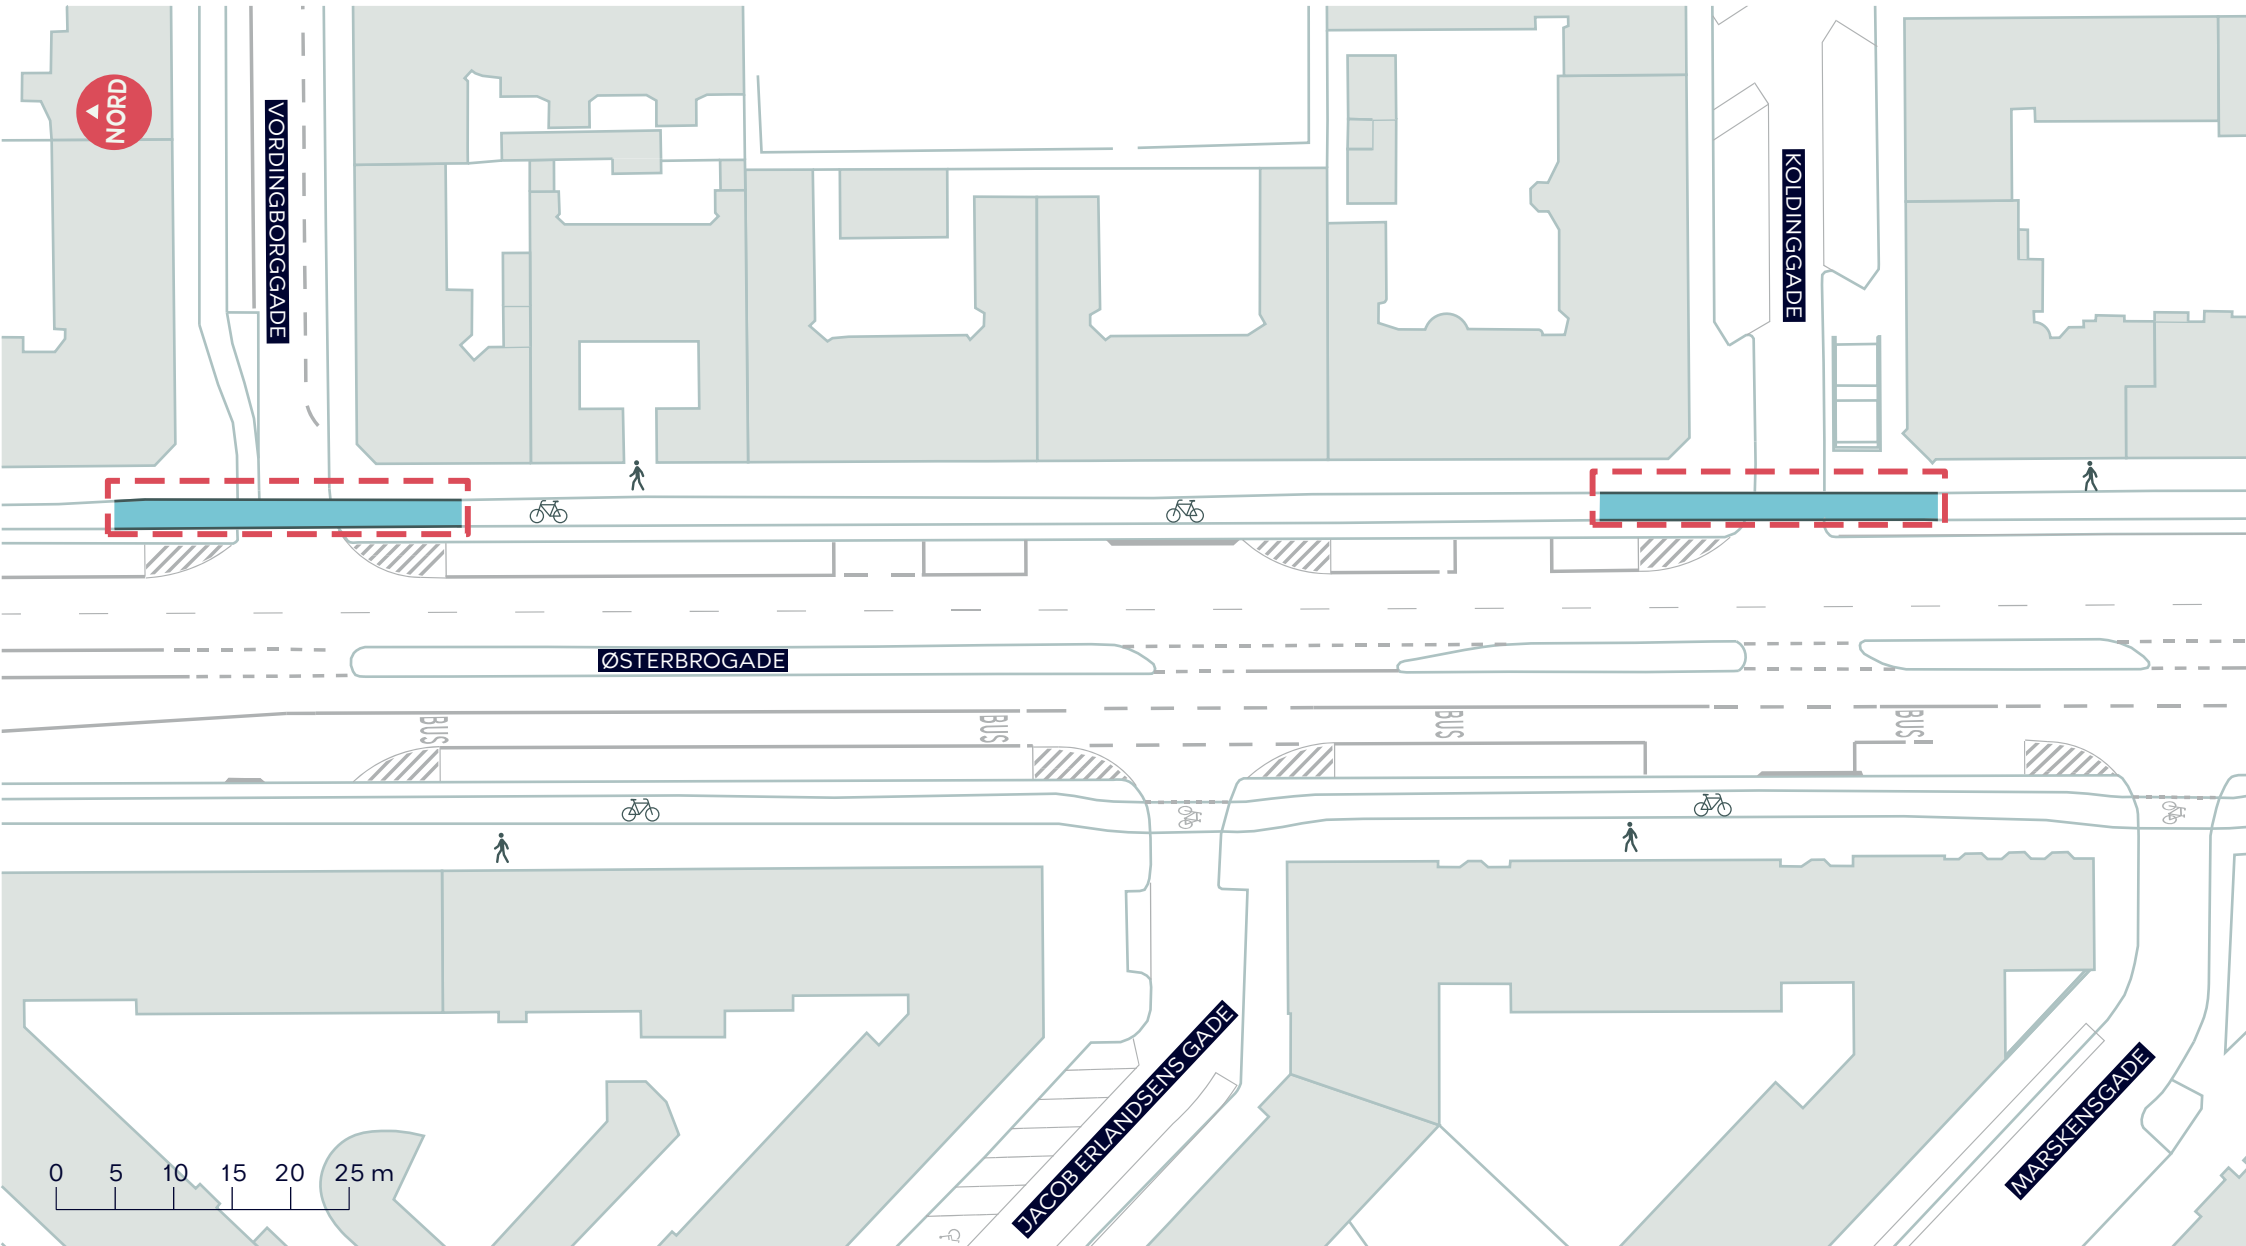 NORD
VORDINGBORGGADE
KOLDINGGADE
ØSTERBROGADE
BUS
BUS
BUS
BUS
JACOB ERLANDSENS GADE
MARSKENSGADE
0 5 10 15 20 25 m